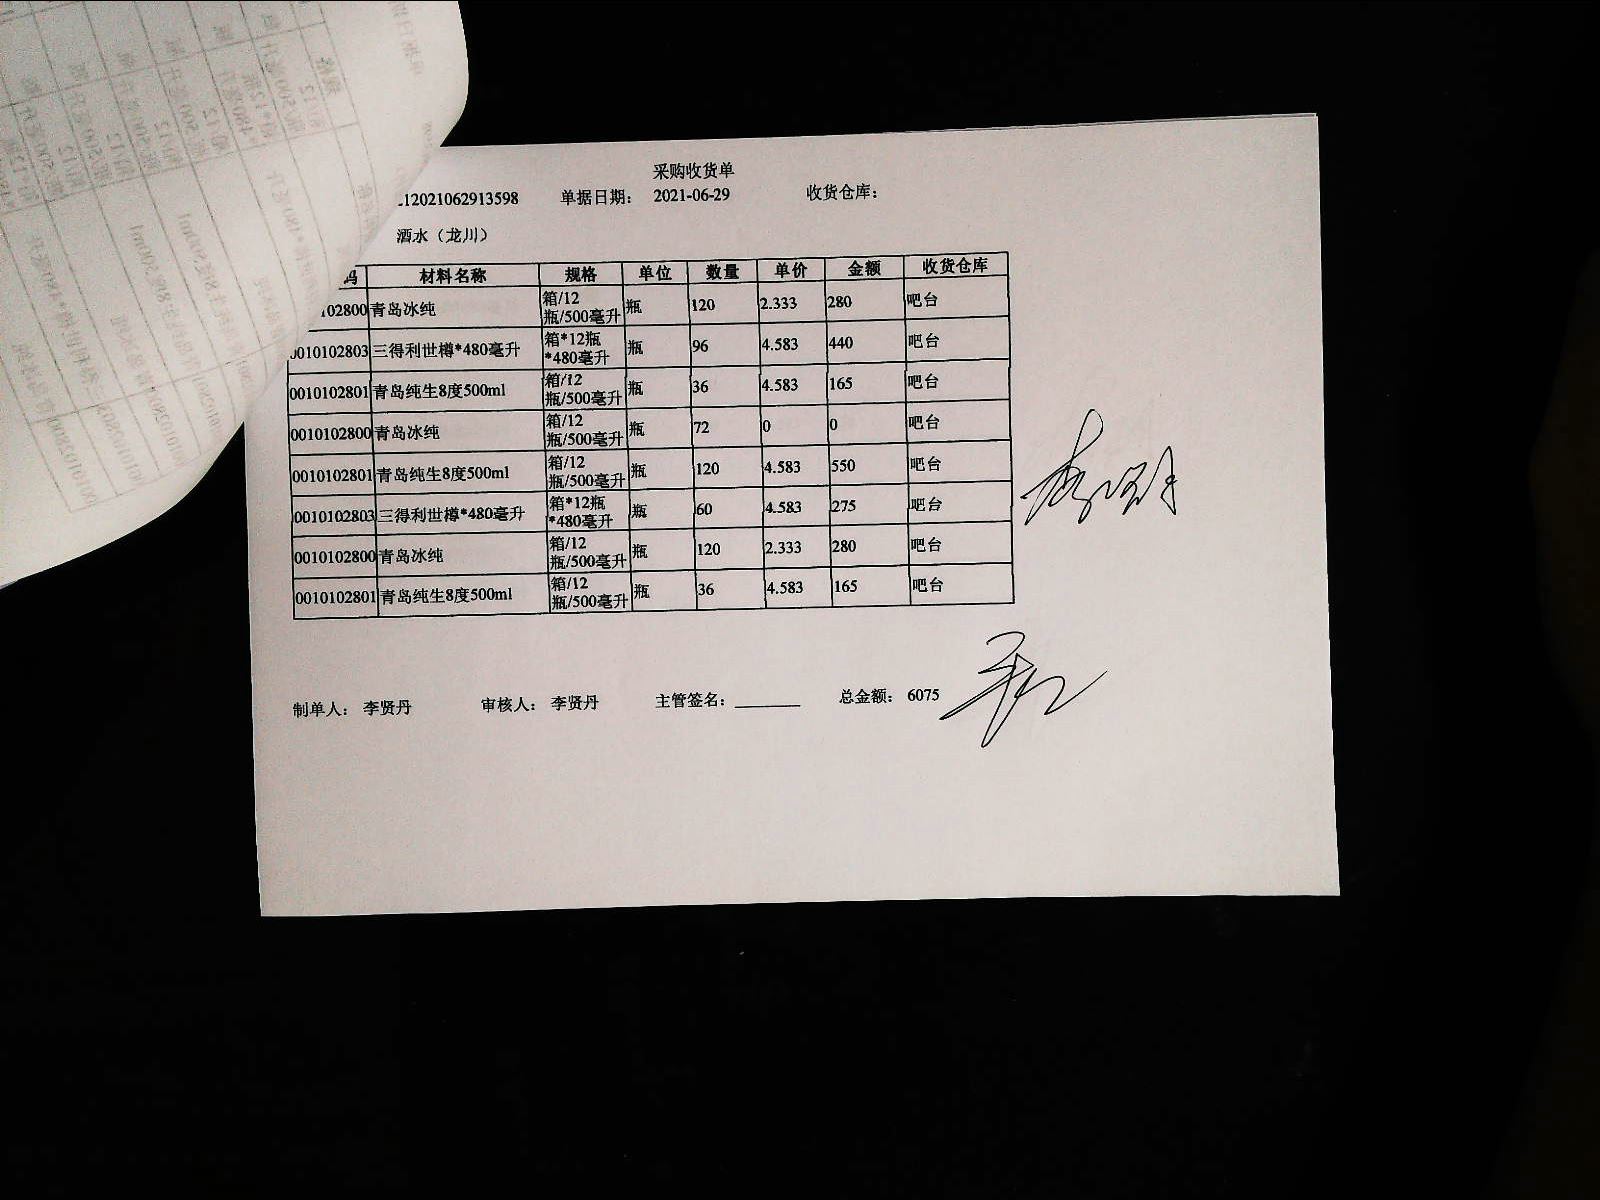 采购收货单
12021062913598 单据日期： 2021-06-29 收货仓库：
酒水（龙川）
码 材料名称 规格 单位 数量 单价 金额 收货仓库
102800 青岛冰纯 箱/12瓶/500毫升 瓶 120 2.333 280 吧台
0010102803 三得利世樽*480毫升 箱*12瓶*480毫升 瓶 96 4.583 440 吧台
0010102801 青岛纯生8度500ml 箱/12瓶/500毫升 瓶 36 4.583 165 吧台
0010102800 青岛冰纯 箱/12瓶/500毫升 瓶 72 0 0 吧台
0010102801 青岛纯生8度500ml 箱/12瓶/500毫升 瓶 120 4.583 550 吧台
0010102803 三得利世樽*480毫升 箱*12瓶*480毫升 瓶 60 4.583 275 吧台
0010102800 青岛冰纯 箱/12瓶/500毫升 瓶 120 2.333 280 吧台
0010102801 青岛纯生8度500ml 箱/12瓶/500毫升 瓶 36 4.583 165 吧台
制单人： 李贤丹 审核人： 李贤丹 主管签名：________ 总金额： 6075